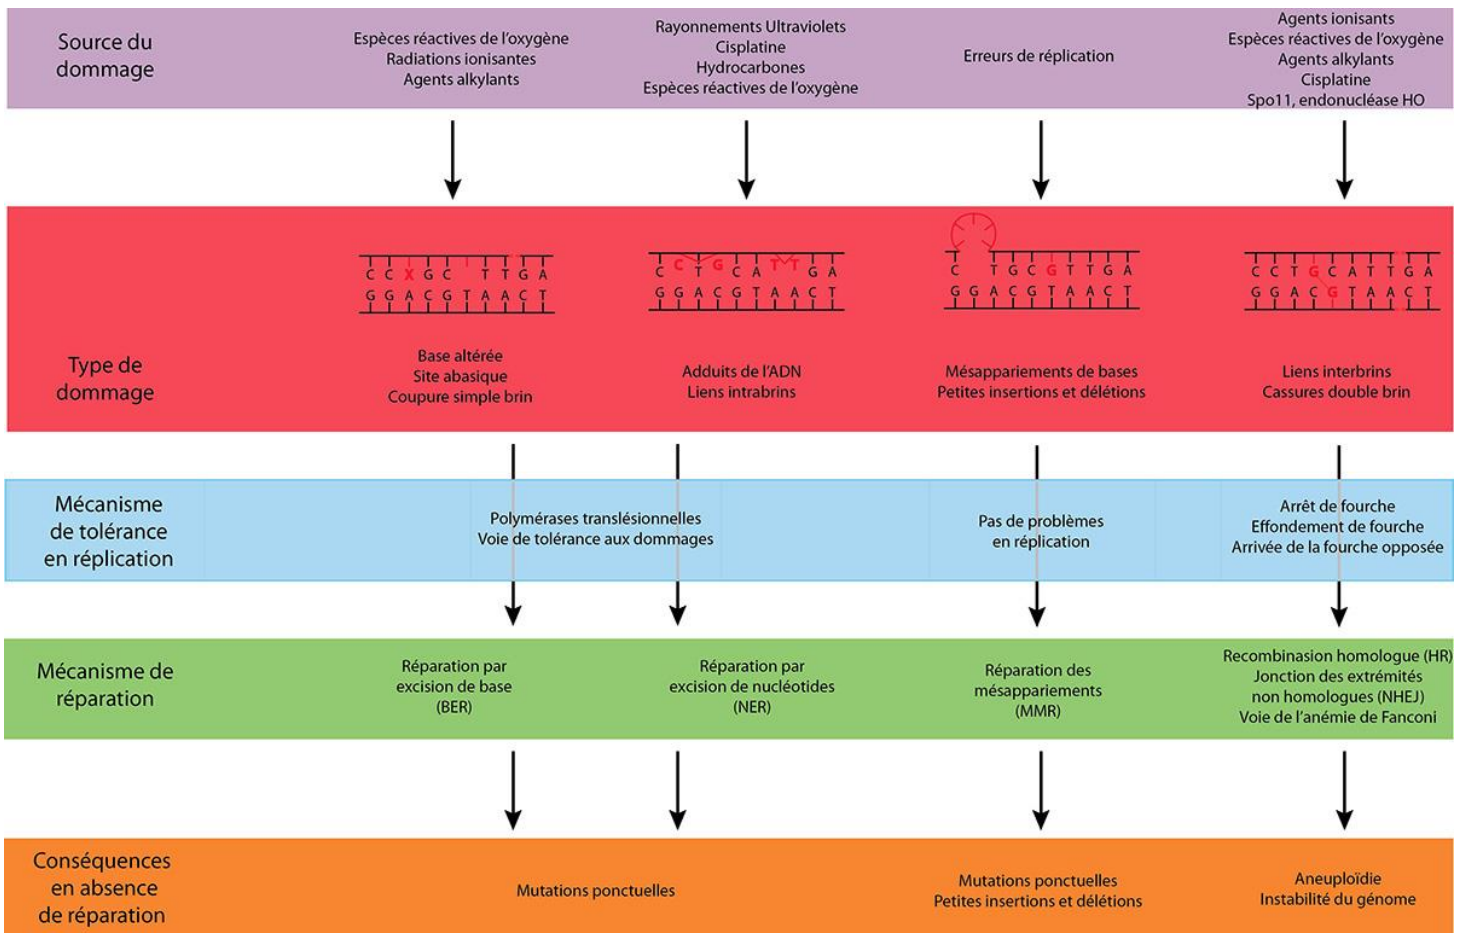 Source du
dommage
Espèces réactives de l'oxygène
Radiations ionisantes
Agents alkylants
Rayonnements Ultraviolets
Cisplatine
Hydrocarbones
Espèces réactives de l'oxygène
Erreurs de réplication
Agents ionisants
Espèces réactives de l'oxygène
Agents alkylants
Cisplatine
Spo11, endonucléase HO
Type de
dommage
C C X G C T T G A
G G A C G T A A C T
Base altérée
Site abasique
Coupure simple brin
C C T G C A T T G A
G G A C G T A A C T
Adduits de l'ADN
Liens intrabrins
C T G C G T T G A
G G A C G T A A C T
Mésappariements de bases
Petites insertions et délétions
C C T G C A T T G A
G G A C G T A A C T
Liens interbrins
Cassures double brin
Mécanisme
de tolérance
en réplication
Polymérases translésionnelles
Voie de tolérance aux dommages
Pas de problèmes
en réplication
Arrêt de fourche
Effondement de fourche
Arrivée de la fourche opposée
Mécanisme de
réparation
Réparation par
excision de base
(BER)
Réparation par
excision de nucléotides
(NER)
Réparation des
mésappariements
(MMR)
Recombinasion homologue (HR)
Jonction des extrémités
non homologues (NHEJ)
Voie de l'anémie de Fanconi
Conséquences
en absence
de réparation
Mutations ponctuelles
Mutations ponctuelles
Petites insertions et délétions
Aneuploïdie
Instabilité du génome